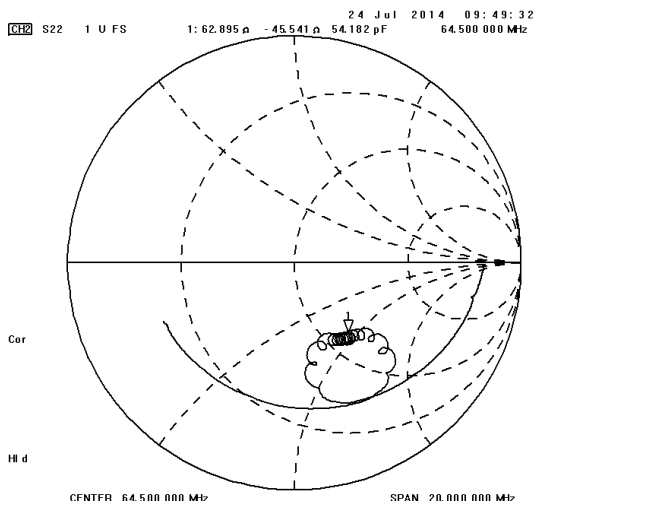 24 Jul 2014 09:49:32
CH2 S22 1 U FS 1: 62.895 Ω -45.541 Ω 54.182 pF 64.500 000 MHz
1
Cor
Hld
CENTER 64.500 000 MHz SPAN 20.000 000 MHz